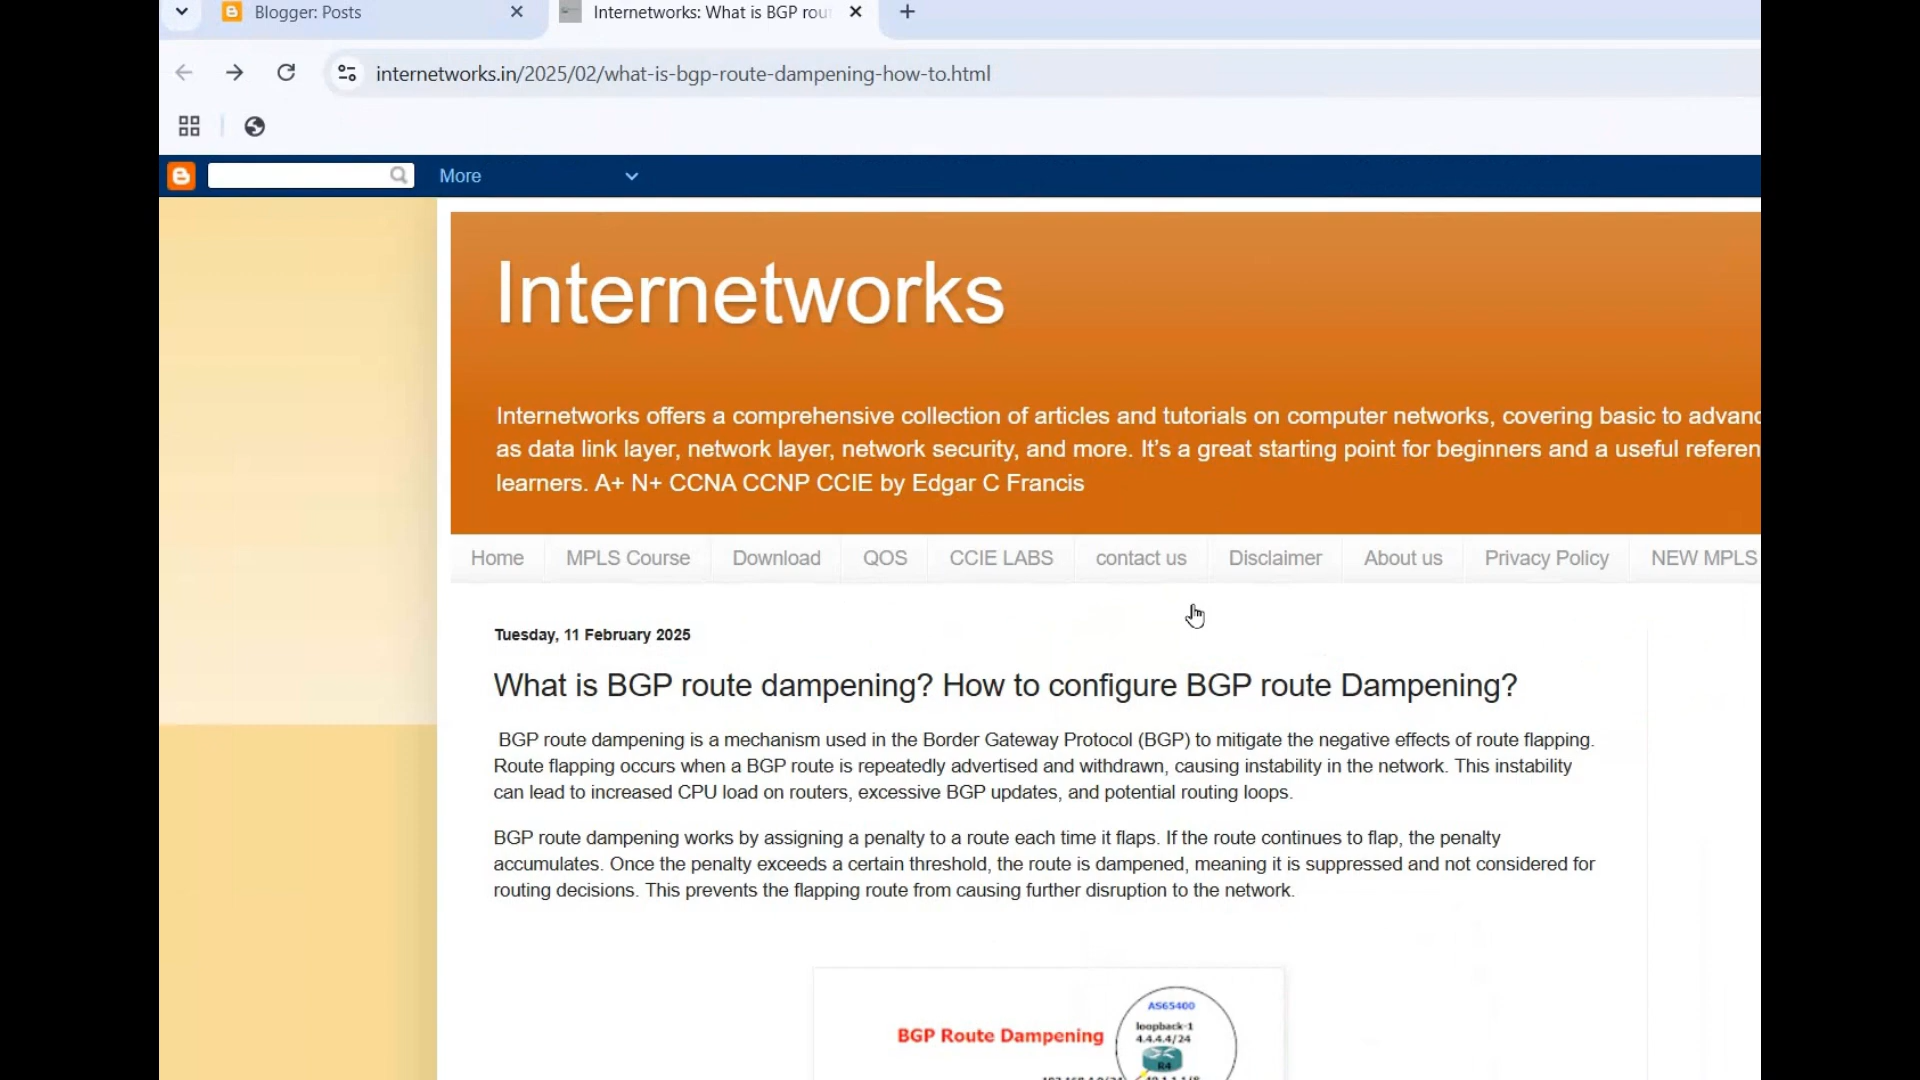 Blogger: Posts
Internetworks: What is BGP rou
internetworks.in/2025/02/what-is-bgp-route-dampening-how-to.html
More
Internetworks
Internetworks offers a comprehensive collection of articles and tutorials on computer networks, covering basic to advanc
as data link layer, network layer, network security, and more. It’s a great starting point for beginners and a useful referen
learners. A+ N+ CCNA CCNP CCIE by Edgar C Francis
Home MPLS Course Download QOS CCIE LABS contact us Disclaimer About us Privacy Policy NEW MPLS
Tuesday, 11 February 2025
What is BGP route dampening? How to configure BGP route Dampening?
BGP route dampening is a mechanism used in the Border Gateway Protocol (BGP) to mitigate the negative effects of route flapping.
Route flapping occurs when a BGP route is repeatedly advertised and withdrawn, causing instability in the network. This instability
can lead to increased CPU load on routers, excessive BGP updates, and potential routing loops.
BGP route dampening works by assigning a penalty to a route each time it flaps. If the route continues to flap, the penalty
accumulates. Once the penalty exceeds a certain threshold, the route is dampened, meaning it is suppressed and not considered for
routing decisions. This prevents the flapping route from causing further disruption to the network.
AS65400
loopback-1
BGP Route Dampening
4.4.4.4/24
R4